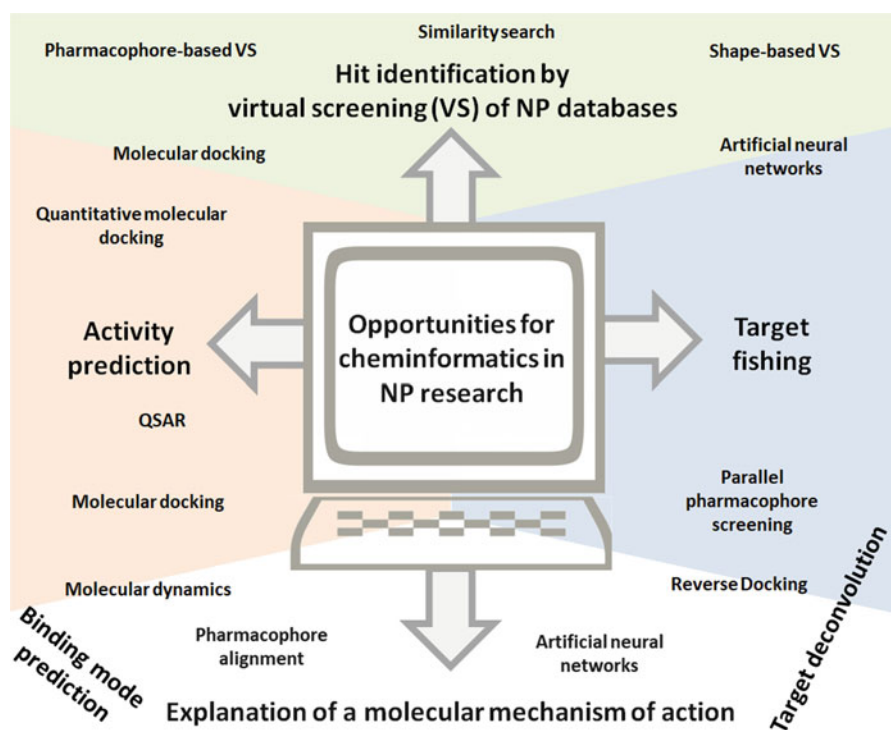 Similarity search
Pharmacophore-based VS
Shape-based VS
Hit identification by
virtual screening (VS) of NP databases
Molecular docking
Artificial neural
networks
Quantitative molecular
docking
Activity
prediction
Opportunities for
cheminformatics in
NP research
Target
fishing
QSAR
Molecular docking
Parallel
pharmacophore
screening
Molecular dynamics
Reverse Docking
Binding mode
prediction
Pharmacophore
alignment
Artificial neural
networks
Target deconvolution
Explanation of a molecular mechanism of action